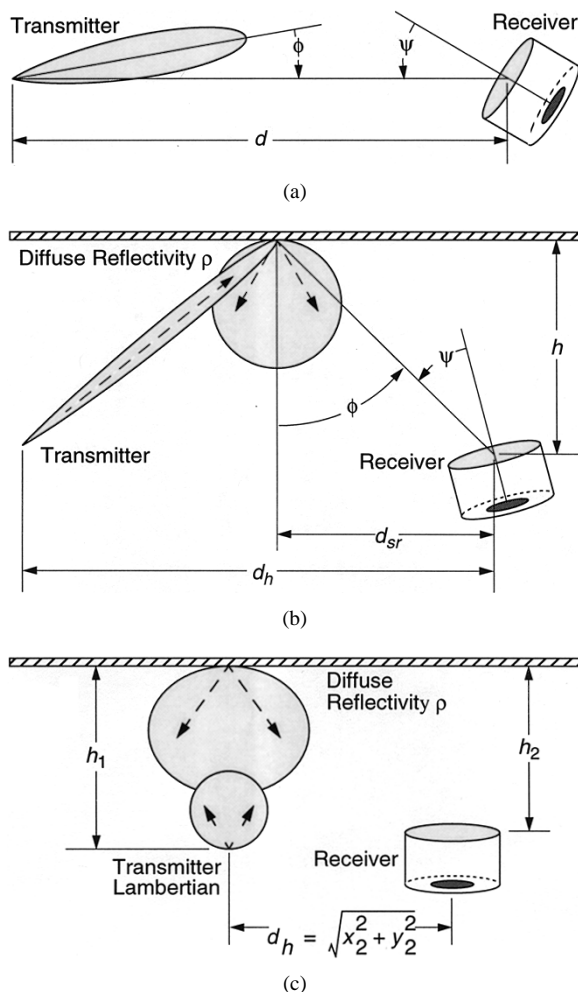 Transmitter
Receiver
ϕ
ψ
d
(a)
Diffuse Reflectivity ρ
h
ψ
ϕ
Transmitter
Receiver
d_sr
d_h
(b)
Diffuse
Reflectivity ρ
h_1
h_2
Transmitter
Lambertian
Receiver
d_h = √(x_2^2 + y_2^2)
(c)